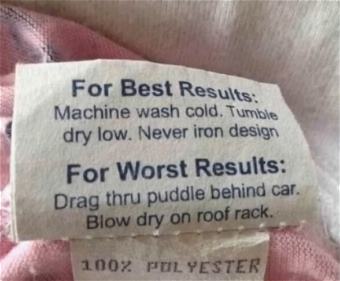 For Best Results:
Machine wash cold. Tumble
dry low. Never iron design
For Worst Results:
Drag thru puddle behind car.
Blow dry on roof rack.
100% POLYESTER